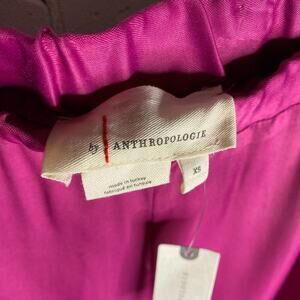 by ANTHROPOLOGIE
XS
made in turkey
fabriqué en turquie